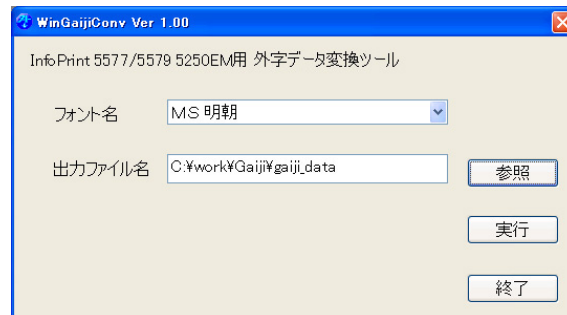 WinGaijiConv Ver 1.00
InfoPrint 5577/5579 5250EM用 外字データ変換ツール
フォント名 MS 明朝
出力ファイル名 C:¥work¥Gaiji¥gaiji_data 参照
実行
終了